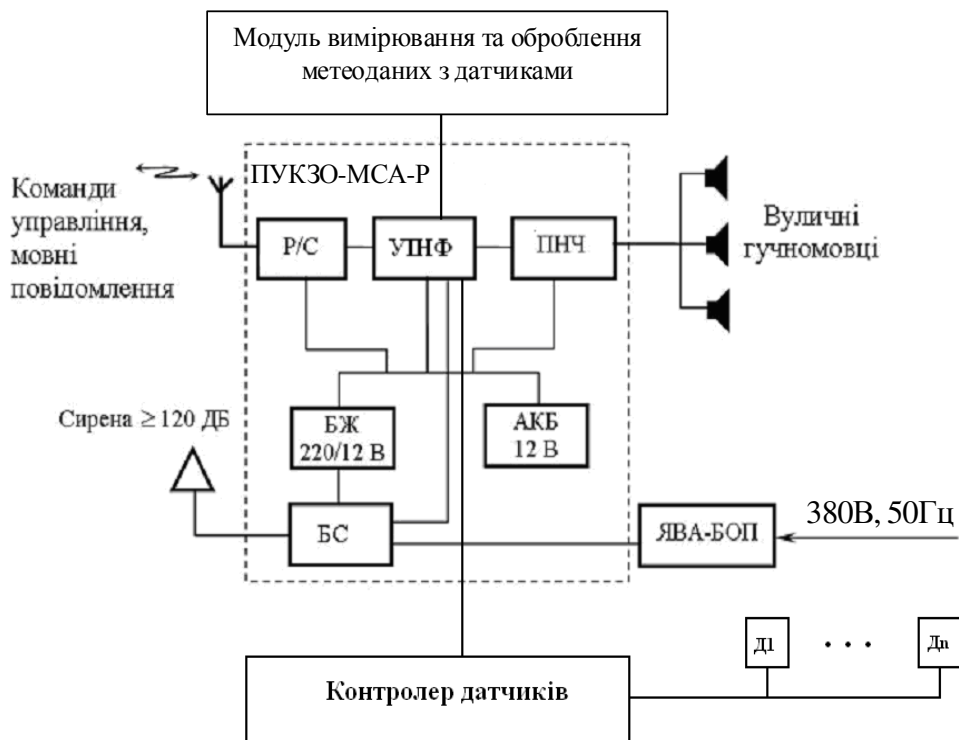 Модуль вимірювання та оброблення
метеоданих з датчиками
ПУКЗО-МСА-Р
Команди
управління,
мовні
повідомлення
Р/С
УПНФ
ПНЧ
Вуличні
гучномовці
Сирена ≥ 120 ДБ
БЖ
220/12 В
АКБ
12 В
БС
ЯВА-БОП
380В, 50Гц
Д1
. . .
Дn
Контролер датчиків